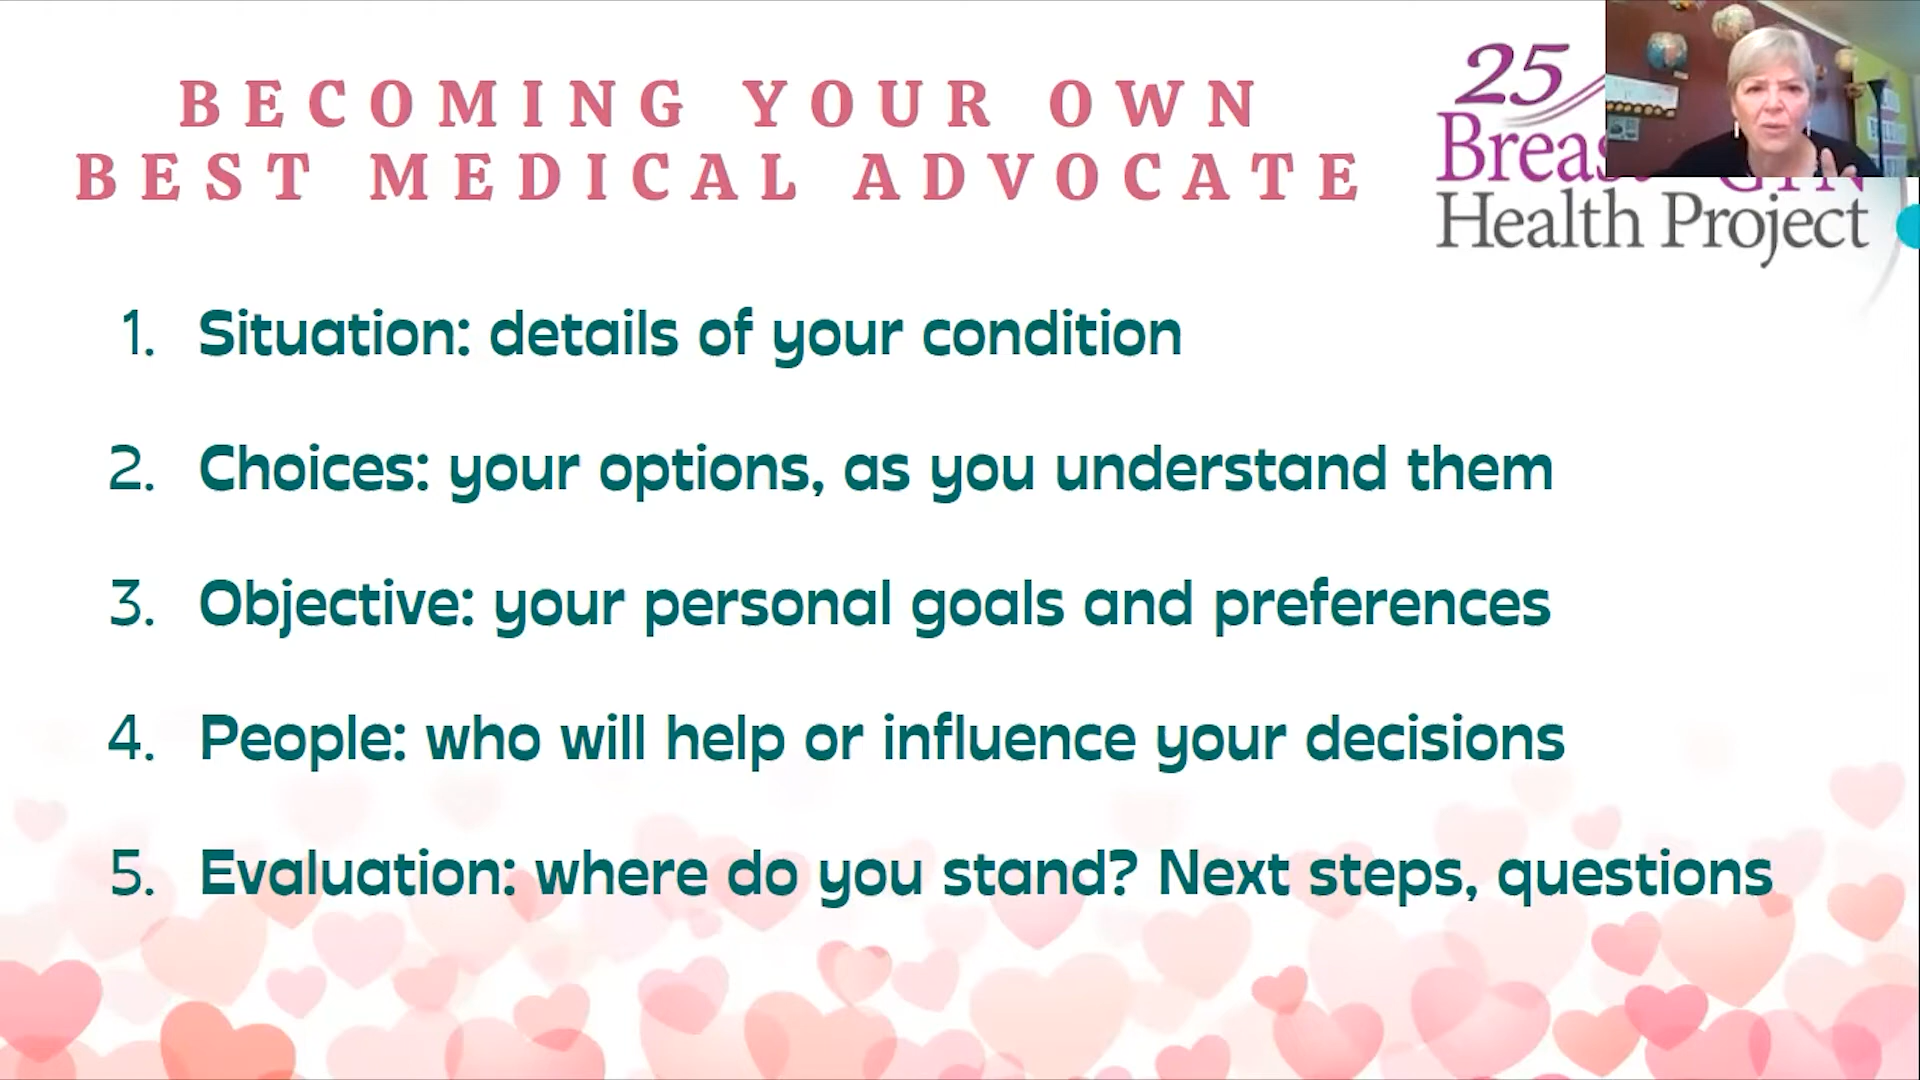 BECOMING YOUR OWN
BEST MEDICAL ADVOCATE
25
Health Project
1. Situation: details of your condition
2. Choices: your options, as you understand them
3. Objective: your personal goals and preferences
4. People: who will help or influence your decisions
5. Evaluation: where do you stand? Next steps, questions